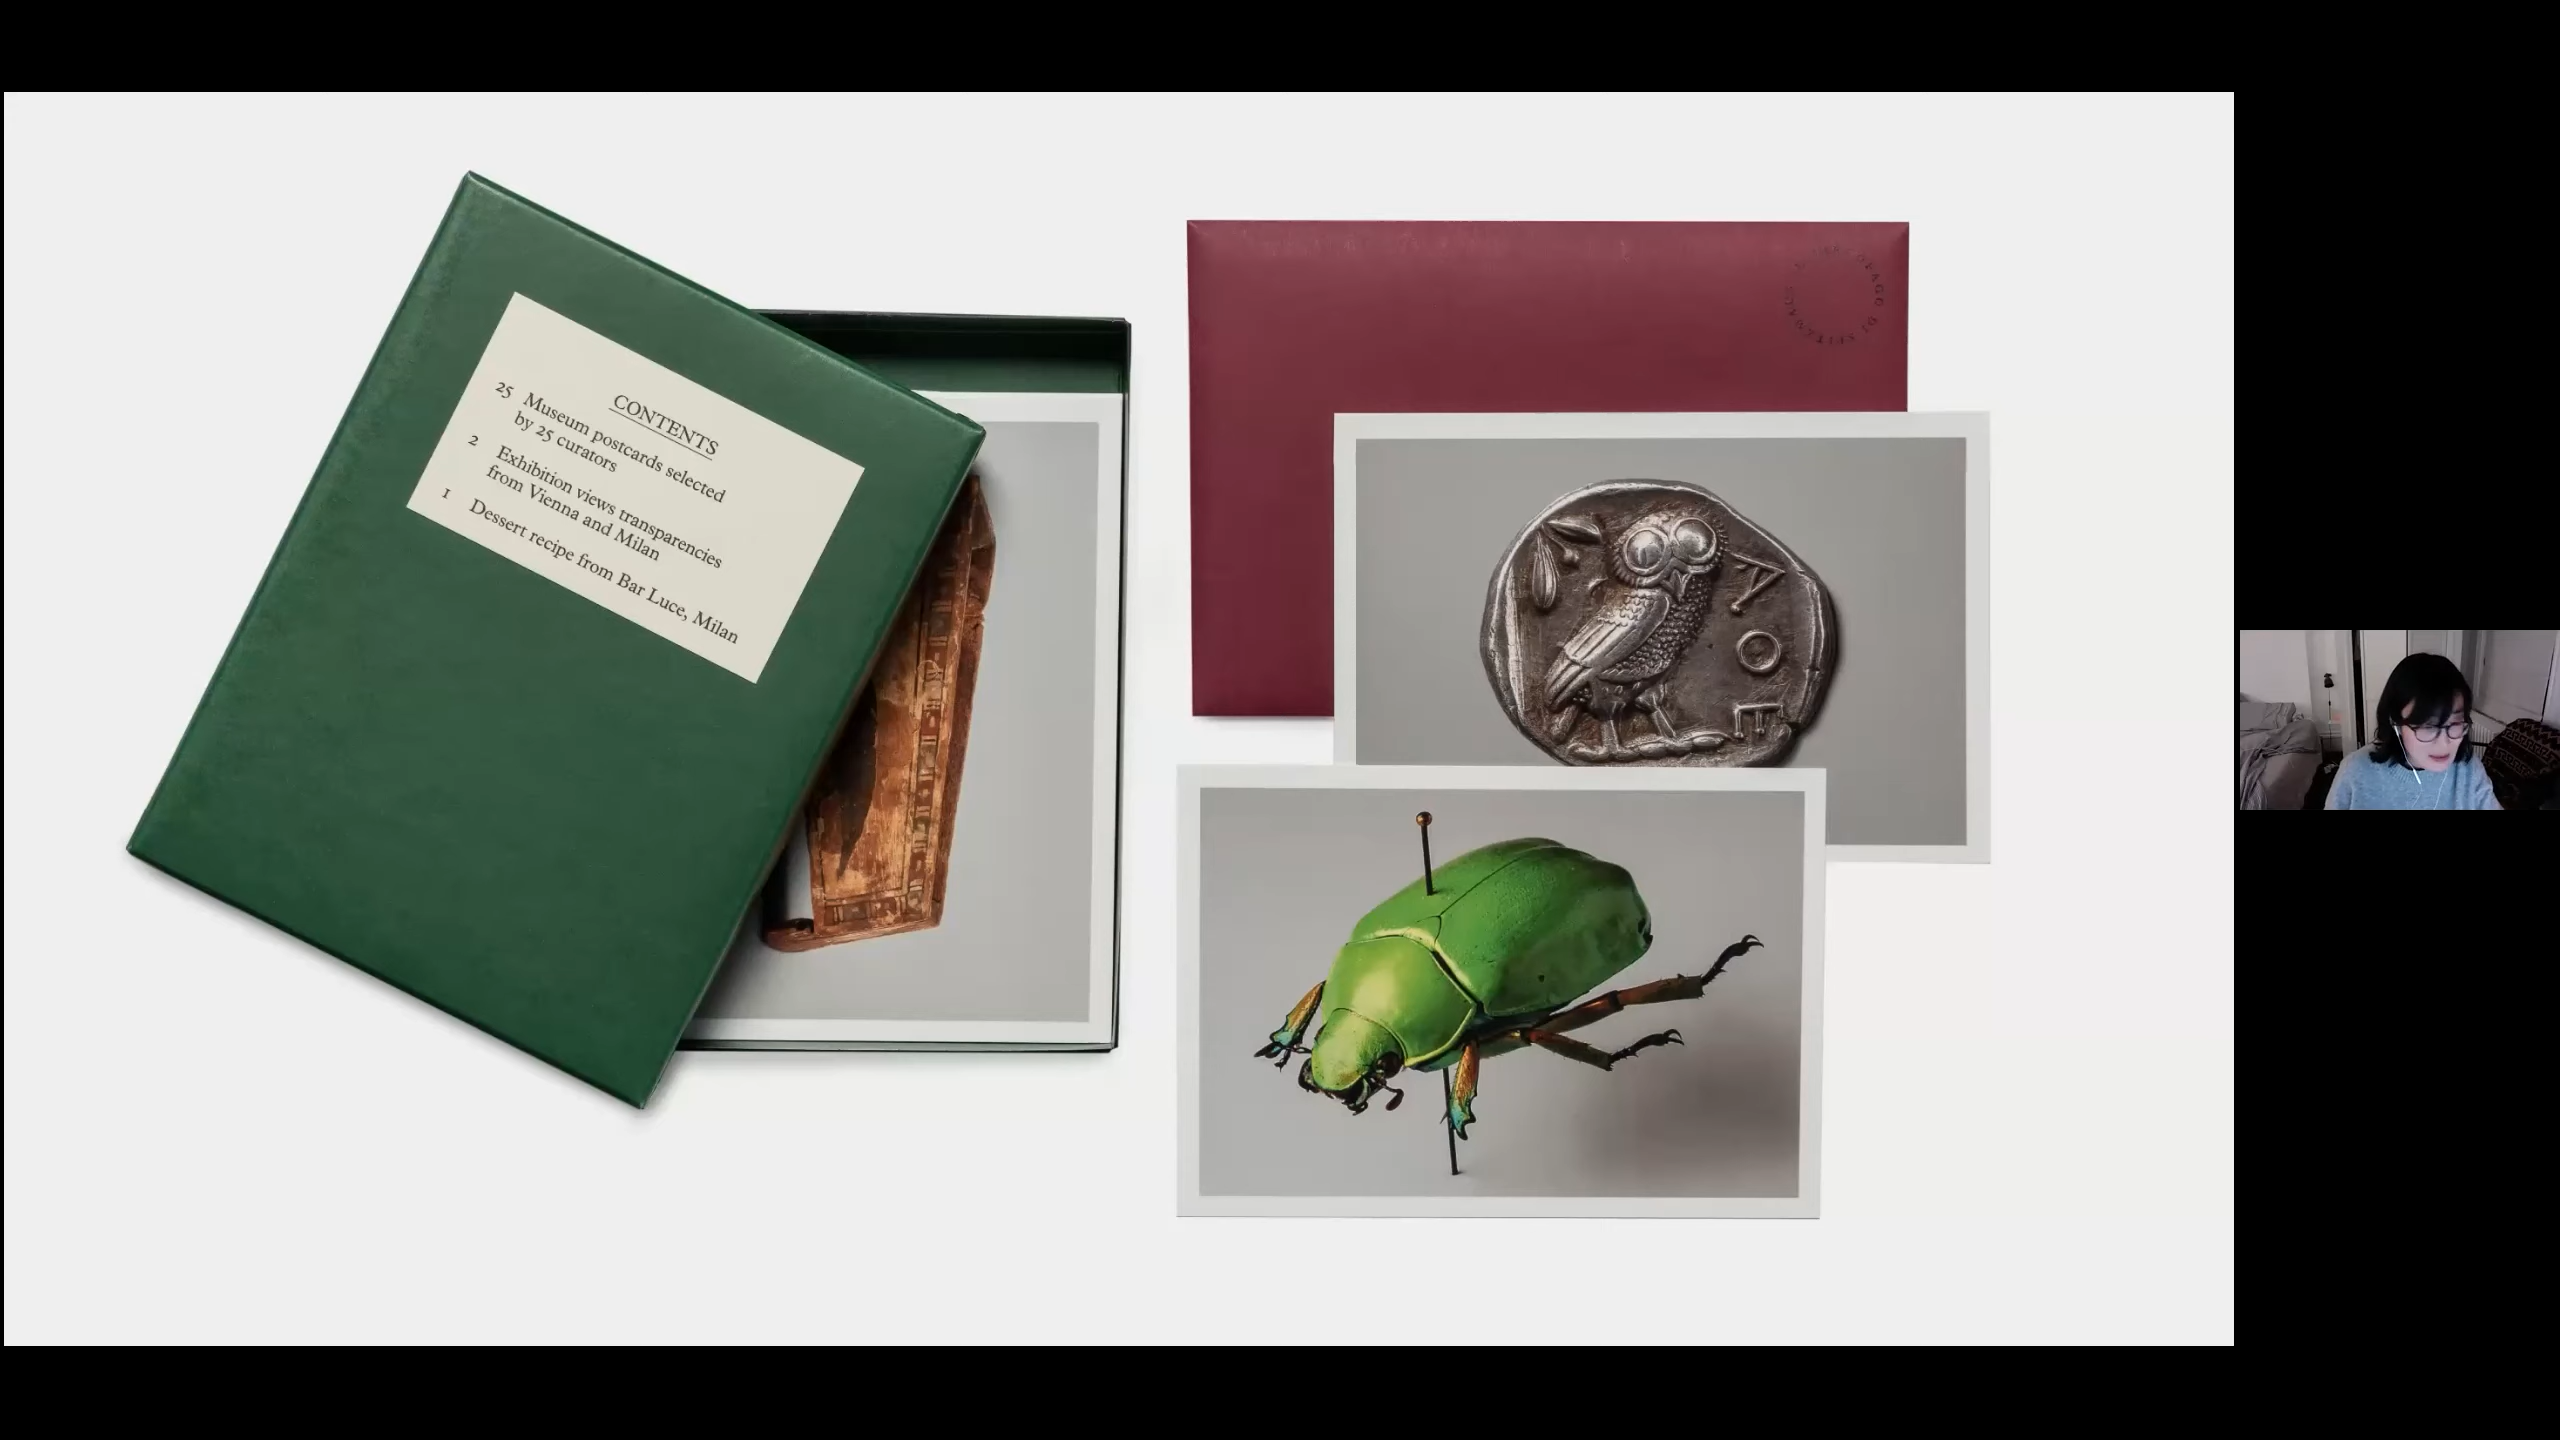 CONTENTS
25 Museum postcards selected
by 25 curators
2 Exhibition views transparencies
from Vienna and Milan
1 Dessert recipe from Bar Luce, Milan
ΑΘΕ